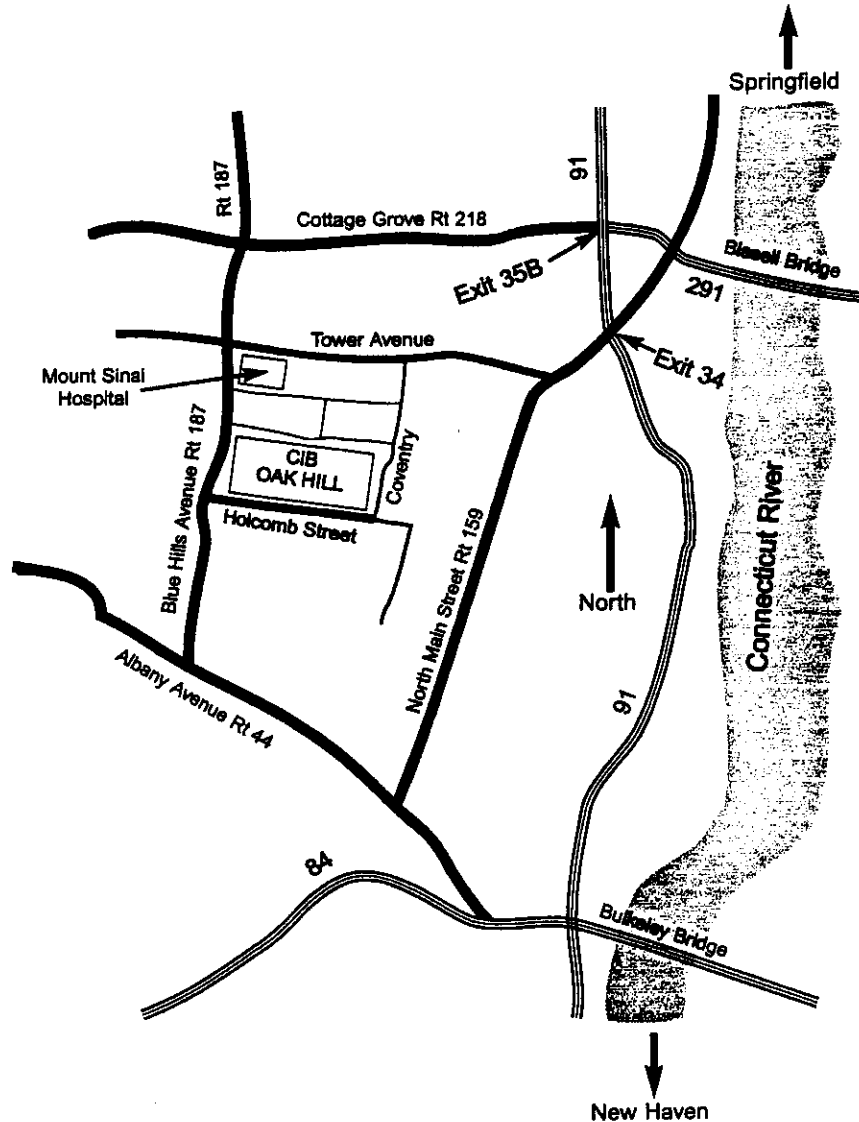 Springfield
Rt 187
91
Cottage Grove Rt 218
Bissell Bridge
Exit 35B
291
Tower Avenue
Exit 34
Mount Sinai
Hospital
Blue Hills Avenue Rt 187
CIB
OAK HILL
Coventry
Holcomb Street
North Main Street Rt 159
North
Connecticut River
Albany Avenue Rt 44
91
84
Bulkeley Bridge
New Haven